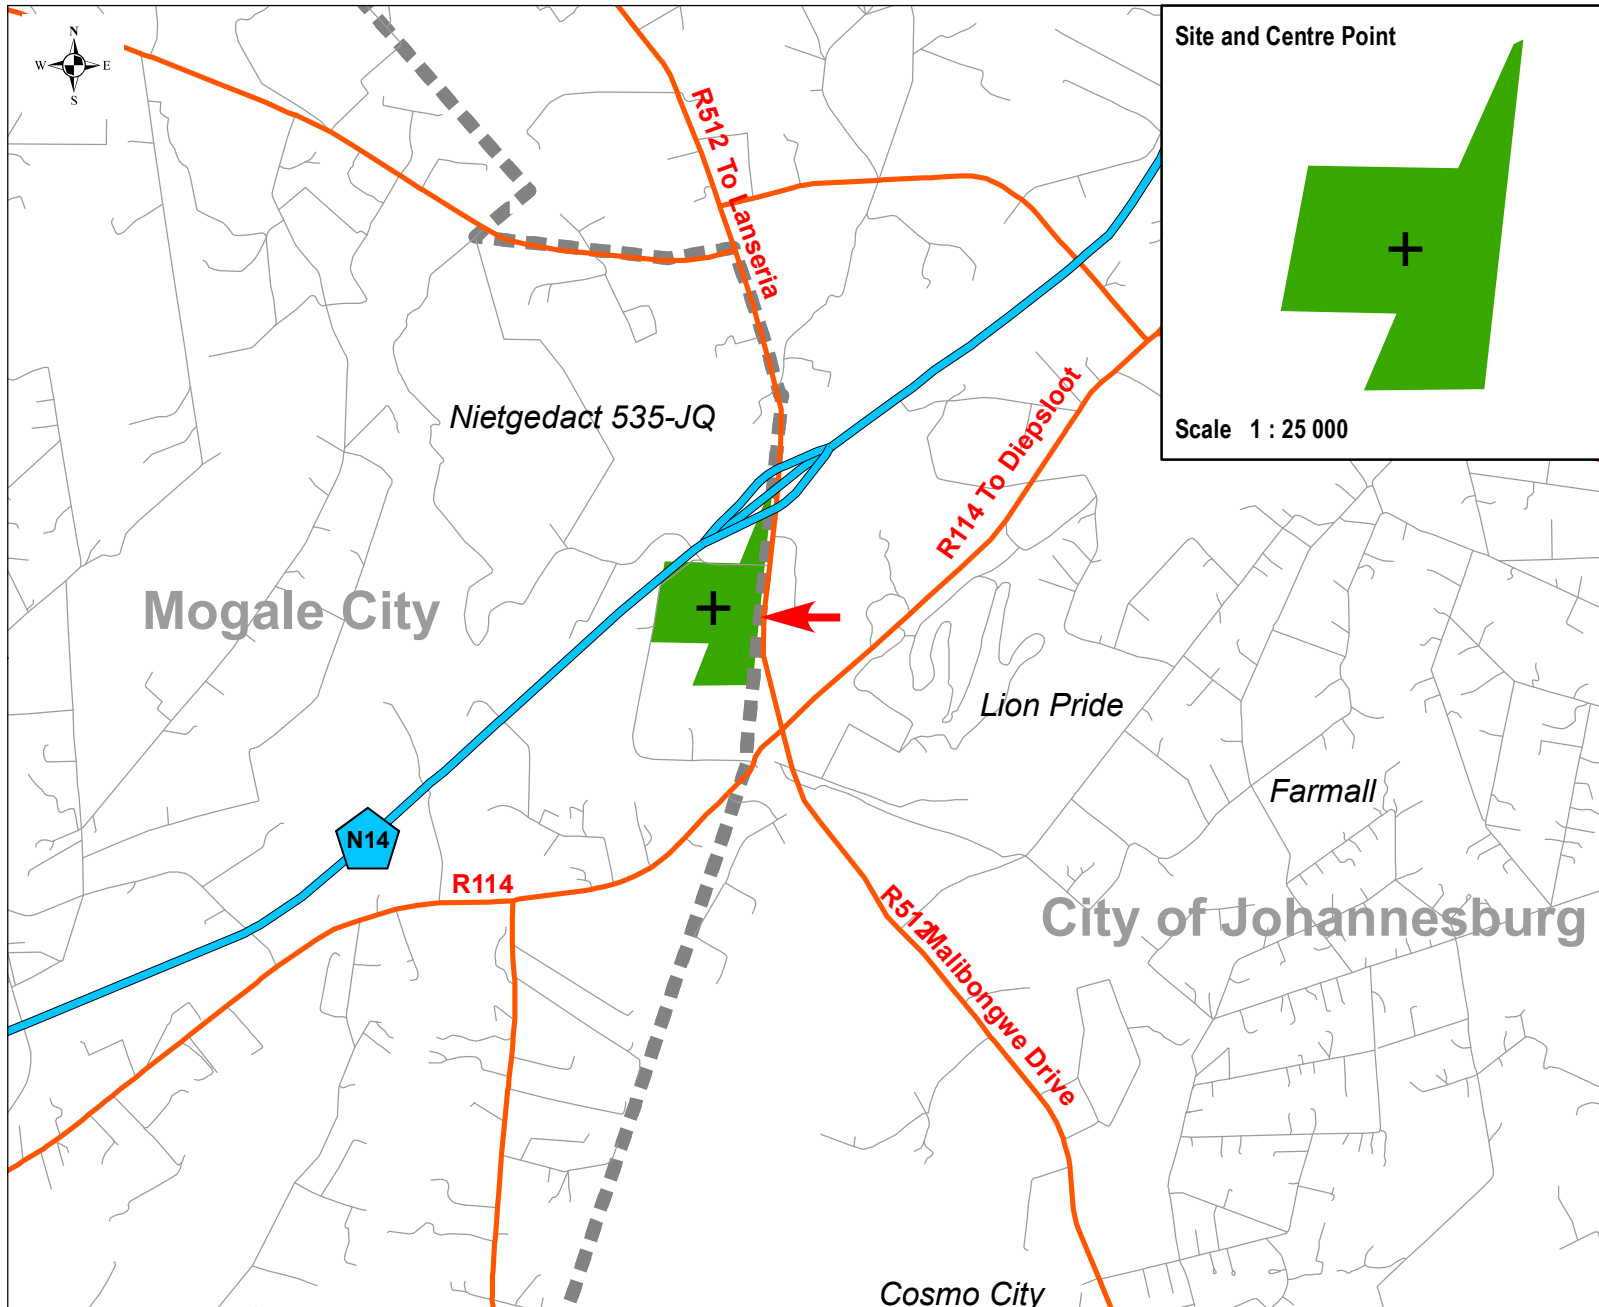 N
W E
S
Site and Centre Point
Scale 1 : 25 000
R512 To Lanseria
Nietgedact 535-JQ
R114 To Diepsloot
Mogale City
Lion Pride
Farmall
N14
R114
R512
Malibongwe Drive
City of Johannesburg
Cosmo City